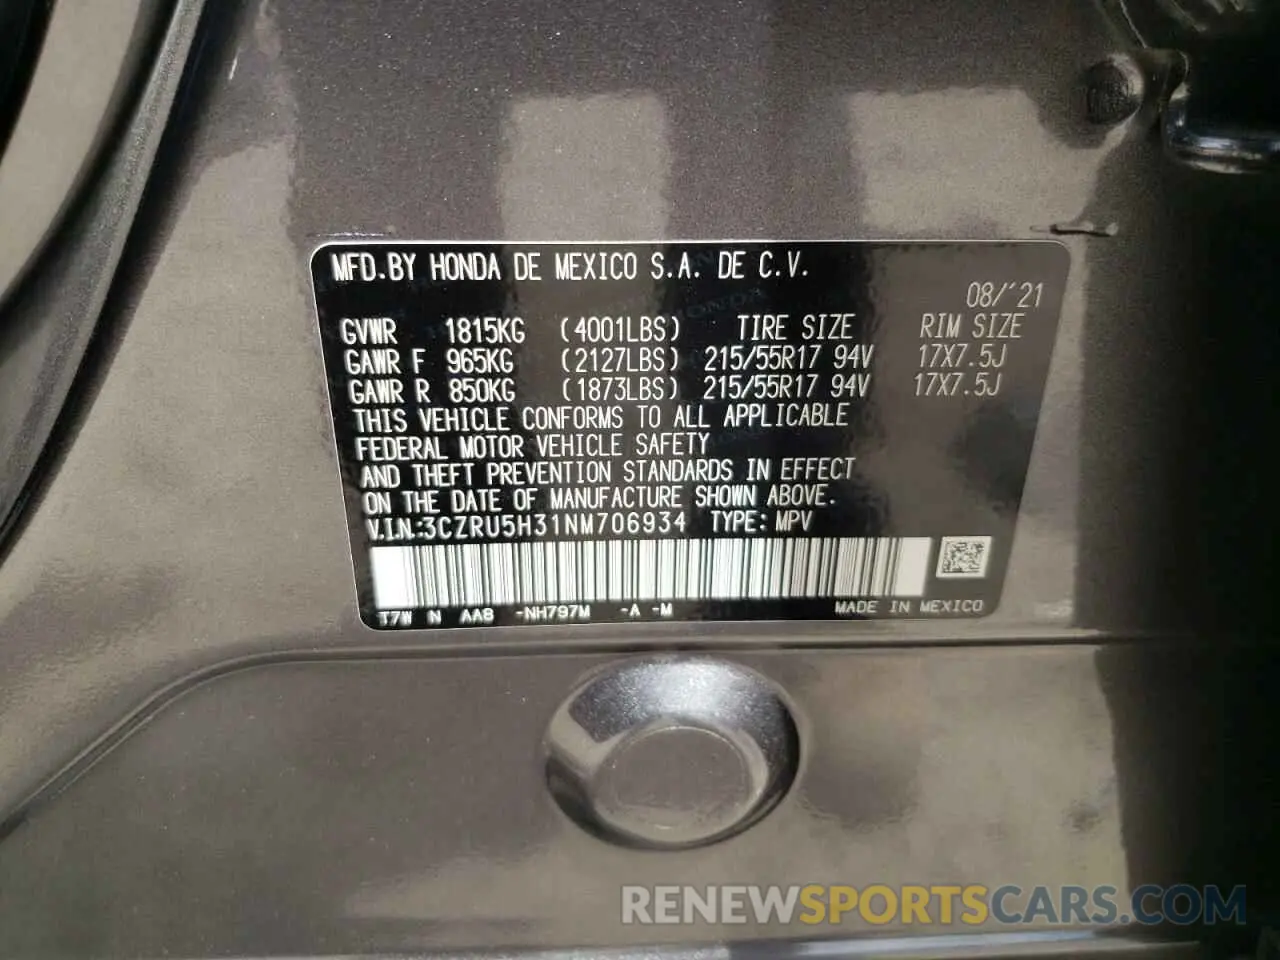 MFD.BY HONDA DE MEXICO S.A. DE C.V.
08/'21
GVWR 1815KG (4001LBS) TIRE SIZE RIM SIZE
GAWR F 965KG (2127LBS) 215/55R17 94V 17X7.5J
GAWR R 850KG (1873LBS) 215/55R17 94V 17X7.5J
THIS VEHICLE CONFORMS TO ALL APPLICABLE
FEDERAL MOTOR VEHICLE SAFETY
AND THEFT PREVENTION STANDARDS IN EFFECT
ON THE DATE OF MANUFACTURE SHOWN ABOVE.
V.I.N.:3CZRU5H31NM706934 TYPE: MPV
T7W N AA8 -NH797M -A -M MADE IN MEXICO
RENEWSPORTSCARS.COM